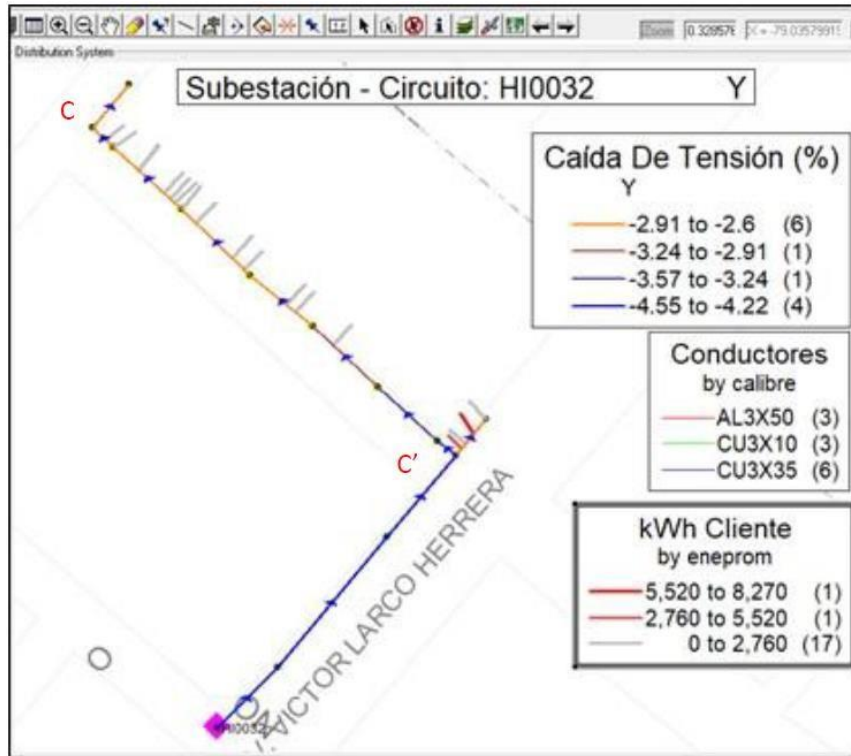 Zoom 0.328576 X = -79.03579915
Distribution System
Subestación - Circuito: HI0032 Y
C
Caída De Tensión (%)
Y
-2.91 to -2.6 (6)
-3.24 to -2.91 (1)
-3.57 to -3.24 (1)
-4.55 to -4.22 (4)
Conductores
by calibre
AL3X50 (3)
CU3X10 (3)
CU3X35 (6)
C'
kWh Cliente
by eneprom
5,520 to 8,270 (1)
2,760 to 5,520 (1)
0 to 2,760 (17)
VICTOR LARCO HERRERA
HI0032